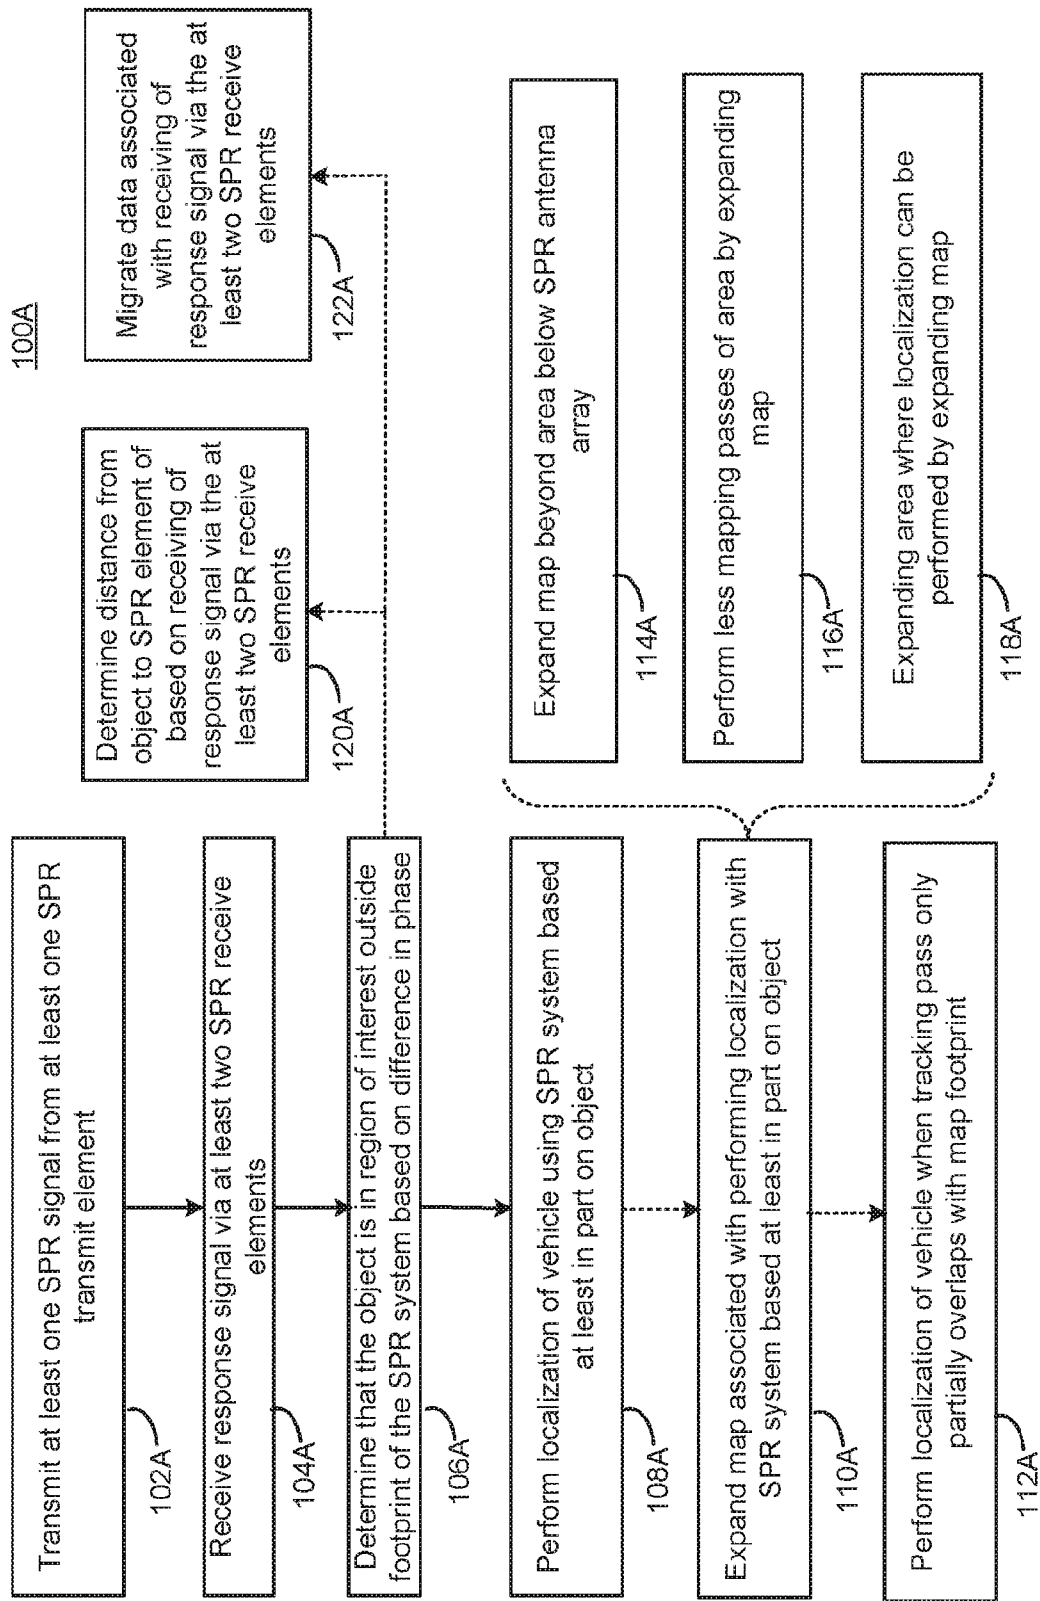 100A
Transmit at least one SPR signal from at least one SPR
transmit element
102A
Receive response signal via at least two SPR receive
elements
104A
Determine that the object is in region of interest outside
footprint of the SPR system based on difference in phase
106A
Perform localization of vehicle using SPR system based
at least in part on object
108A
Expand map associated with performing localization with
SPR system based at least in part on object
110A
Perform localization of vehicle when tracking pass only
partially overlaps with map footprint
112A
Determine distance from
object to SPR element of
based on receiving of
response signal via the at
least two SPR receive
elements
120A
Migrate data associated
with receiving of
response signal via the at
least two SPR receive
elements
122A
Expand map beyond area below SPR antenna
array
114A
Perform less mapping passes of area by expanding
map
116A
Expanding area where localization can be
performed by expanding map
118A